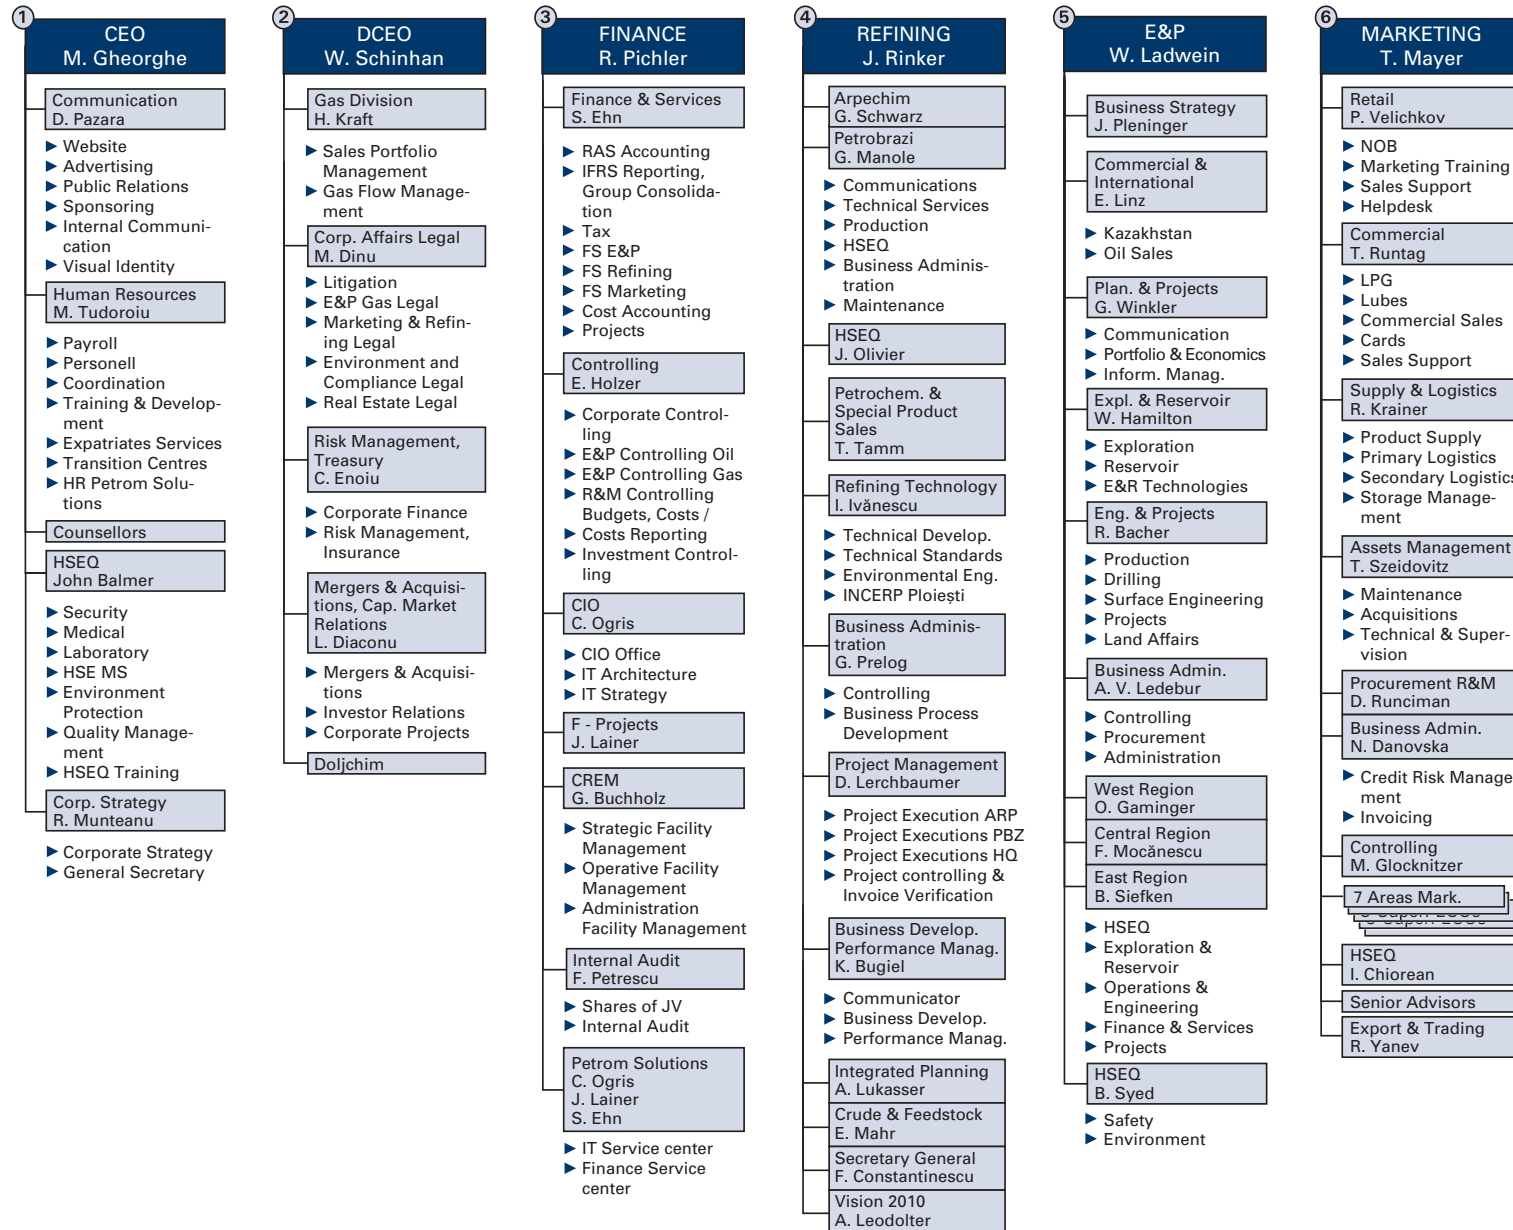 1
CEO
M. Gheorghe
Communication
D. Pazara
Website
Advertising
Public Relations
Sponsoring
Internal Communi-
cation
Visual Identity
Human Resources
M. Tudoroiu
Payroll
Personell
Coordination
Training & Develop-
ment
Expatriates Services
Transition Centres
HR Petrom Solu-
tions
Counsellors
HSEQ
John Balmer
Security
Medical
Laboratory
HSE MS
Environment
Protection
Quality Manage-
ment
HSEQ Training
Corp. Strategy
R. Munteanu
Corporate Strategy
General Secretary
2
DCEO
W. Schinhan
Gas Division
H. Kraft
Sales Portfolio
Management
Gas Flow Manage-
ment
Corp. Affairs Legal
M. Dinu
Litigation
E&P Gas Legal
Marketing & Refin-
ing Legal
Environment and
Compliance Legal
Real Estate Legal
Risk Management,
Treasury
C. Enoiu
Corporate Finance
Risk Management,
Insurance
Mergers & Acquisi-
tions, Cap. Market
Relations
L. Diaconu
Mergers & Acquisi-
tions
Investor Relations
Corporate Projects
Doljchim
3
FINANCE
R. Pichler
Finance & Services
S. Ehn
RAS Accounting
IFRS Reporting,
Group Consolida-
tion
Tax
FS E&P
FS Refining
FS Marketing
Cost Accounting
Projects
Controlling
E. Holzer
Corporate Control-
ling
E&P Controlling Oil
E&P Controlling Gas
R&M Controlling
Budgets, Costs /
Costs Reporting
Investment Control-
ling
CIO
C. Ogris
CIO Office
IT Architecture
IT Strategy
F - Projects
J. Lainer
CREM
G. Buchholz
Strategic Facility
Management
Operative Facility
Management
Administration
Facility Management
Internal Audit
F. Petrescu
Shares of JV
Internal Audit
Petrom Solutions
C. Ogris
J. Lainer
S. Ehn
IT Service center
Finance Service
center
4
REFINING
J. Rinker
Arpechim
G. Schwarz
Petrobrazi
G. Manole
Communications
Technical Services
Production
HSEQ
Business Adminis-
tration
Maintenance
HSEQ
J. Olivier
Petrochem. &
Special Product
Sales
T. Tamm
Refining Technology
I. Ivănescu
Technical Develop.
Technical Standards
Environmental Eng.
INCERP Ploiești
Business Adminis-
tration
G. Prelog
Controlling
Business Process
Development
Project Management
D. Lerchbaumer
Project Execution ARP
Project Executions PBZ
Project Executions HQ
Project controlling &
Invoice Verification
Business Develop.
Performance Manag.
K. Bugiel
Communicator
Business Develop.
Performance Manag.
Integrated Planning
A. Lukasser
Crude & Feedstock
E. Mahr
Secretary General
F. Constantinescu
Vision 2010
A. Leodolter
5
E&P
W. Ladwein
Business Strategy
J. Pleninger
Commercial &
International
E. Linz
Kazakhstan
Oil Sales
Plan. & Projects
G. Winkler
Communication
Portfolio & Economics
Inform. Manag.
Expl. & Reservoir
W. Hamilton
Exploration
Reservoir
E&R Technologies
Eng. & Projects
R. Bacher
Production
Drilling
Surface Engineering
Projects
Land Affairs
Business Admin.
A. V. Ledebur
Controlling
Procurement
Administration
West Region
O. Gaminger
Central Region
F. Mocănescu
East Region
B. Siefken
HSEQ
Exploration &
Reservoir
Operations &
Engineering
Finance & Services
Projects
HSEQ
B. Syed
Safety
Environment
6
MARKETING
T. Mayer
Retail
P. Velichkov
NOB
Marketing Training
Sales Support
Helpdesk
Commercial
T. Runtag
LPG
Lubes
Commercial Sales
Cards
Sales Support
Supply & Logistics
R. Krainer
Product Supply
Primary Logistics
Secondary Logistics
Storage Manage-
ment
Assets Management
T. Szeidovitz
Maintenance
Acquisitions
Technical & Super-
vision
Procurement R&M
D. Runciman
Business Admin.
N. Danovska
Credit Risk Manage
ment
Invoicing
Controlling
M. Glocknitzer
7 Areas Mark.
HSEQ
I. Chiorean
Senior Advisors
Export & Trading
R. Yanev